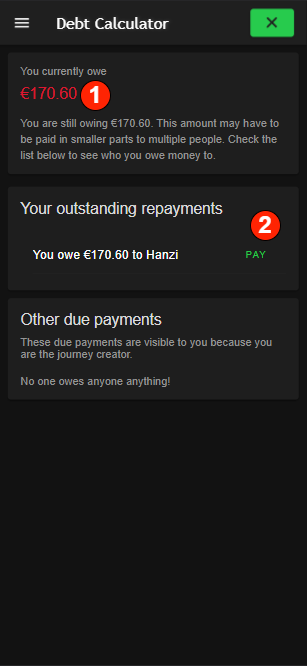 Debt Calculator
You currently owe
€170.60 1
You are still owing €170.60. This amount may have to
be paid in smaller parts to multiple people. Check the
list below to see who you owe money to.
Your outstanding repayments
2
You owe €170.60 to Hanzi PAY
Other due payments
These due payments are visible to you because you
are the journey creator.
No one owes anyone anything!